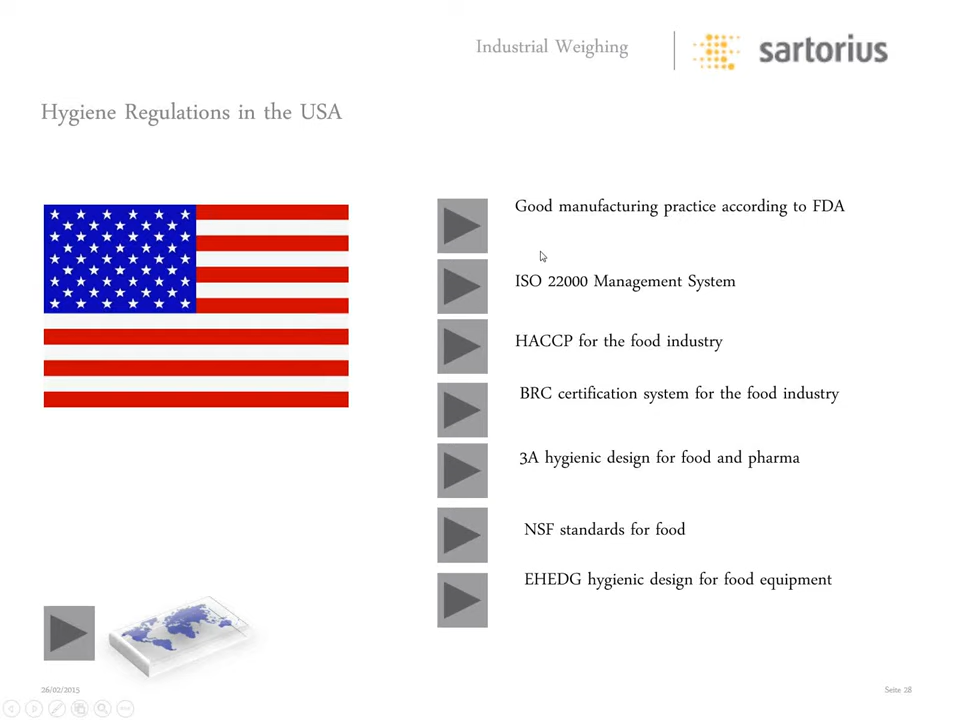 Industrial Weighing
sartorius
Hygiene Regulations in the USA
Good manufacturing practice according to FDA
ISO 22000 Management System
HACCP for the food industry
BRC certification system for the food industry
3A hygienic design for food and pharma
NSF standards for food
EHEDG hygienic design for food equipment
26/02/2015
Seite 28